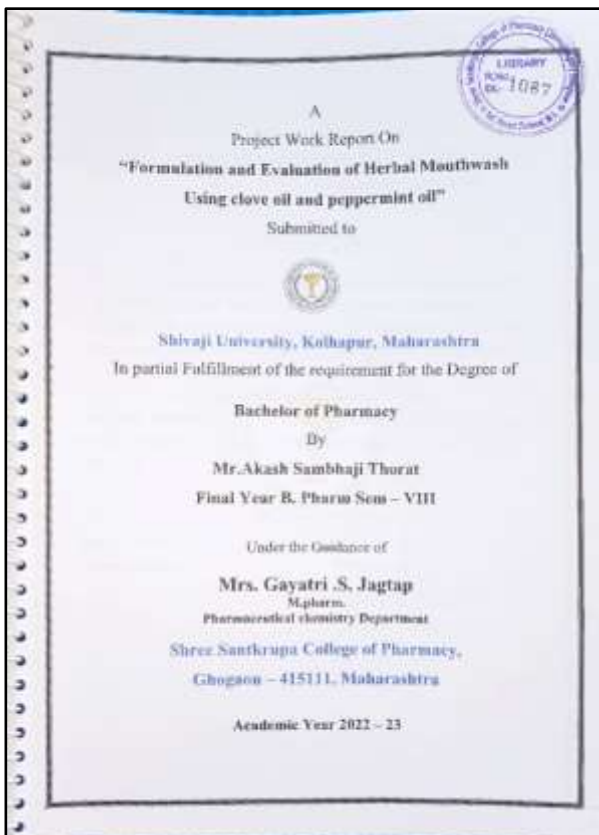 LIBRARY
1087
A
Project Work Report On
“Formulation and Evaluation of Herbal Mouthwash
Using clove oil and peppermint oil”
Submitted to
Shivaji University, Kolhapur, Maharashtra
In partial Fulfillment of the requirement for the Degree of
Bachelor of Pharmacy
By
Mr.Akash Sambhaji Thorat
Final Year B. Pharm Sem – VIII
Under the Guidance of
Mrs. Gayatri .S. Jagtap
M.pharm.
Pharmaceutical chemistry Department
Shree Santkrupa College of Pharmacy,
Ghogaon – 415111, Maharashtra
Academic Year 2022 – 23